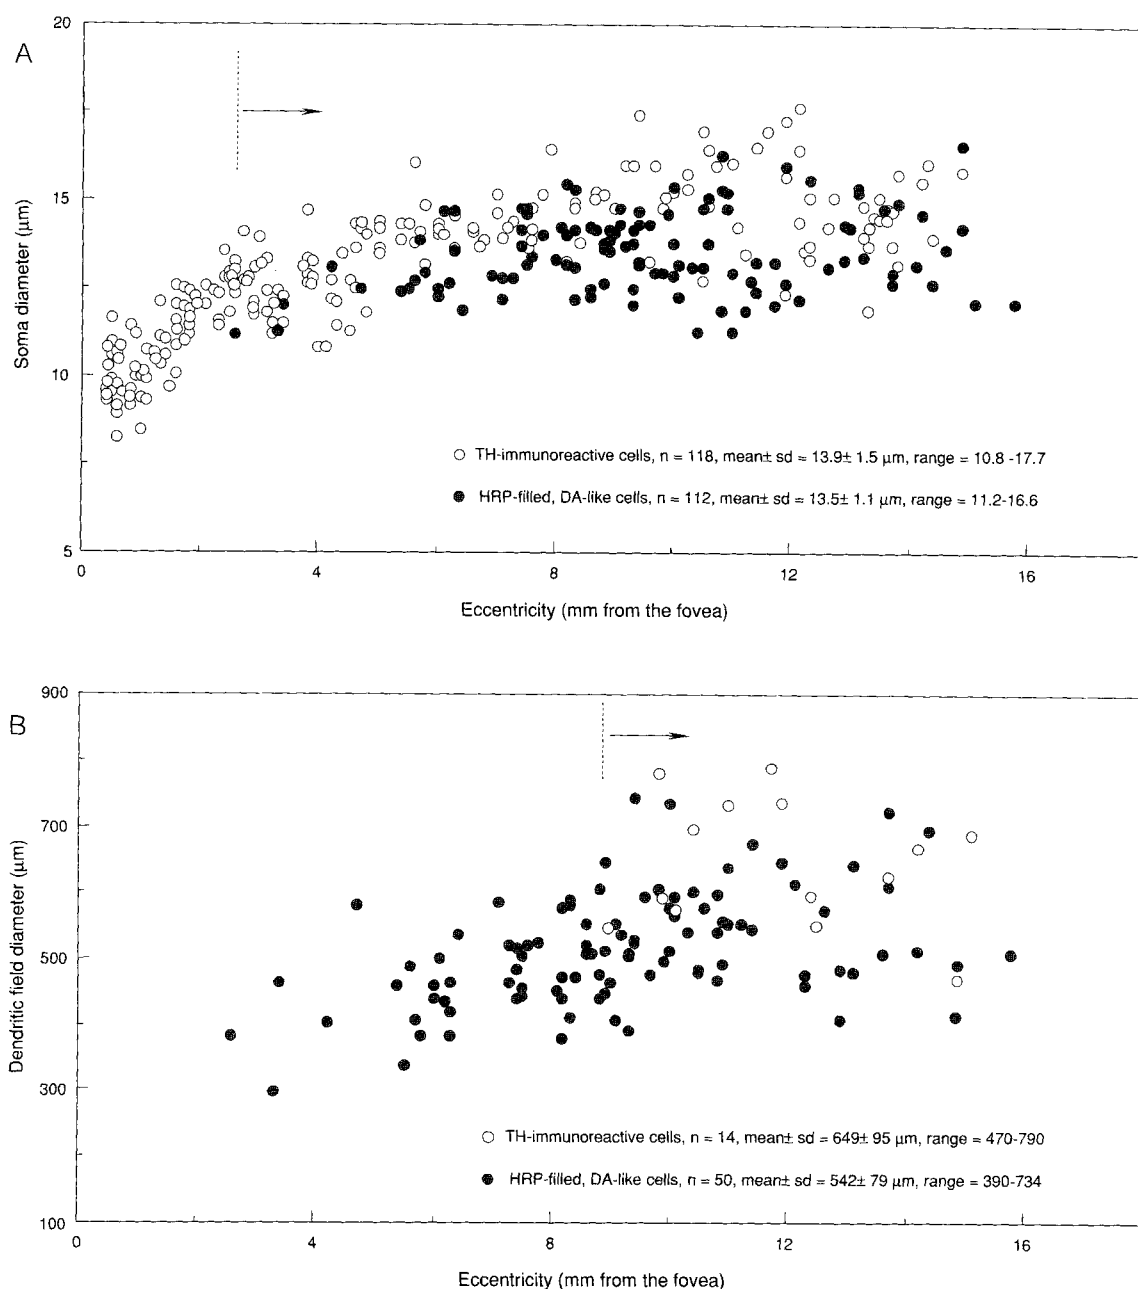 A
20
15
10
5
Soma diameter (µm)
○ TH-immunoreactive cells, n = 118, mean± sd = 13.9± 1.5 µm, range = 10.8 -17.7
● HRP-filled, DA-like cells, n = 112, mean± sd = 13.5± 1.1 µm, range = 11.2-16.6
0 4 8 12 16
Eccentricity (mm from the fovea)
B
900
700
500
300
100
Dendritic field diameter (µm)
○ TH-immunoreactive cells, n = 14, mean± sd = 649± 95 µm, range = 470-790
● HRP-filled, DA-like cells, n = 50, mean± sd = 542± 79 µm, range = 390-734
0 4 8 12 16
Eccentricity (mm from the fovea)